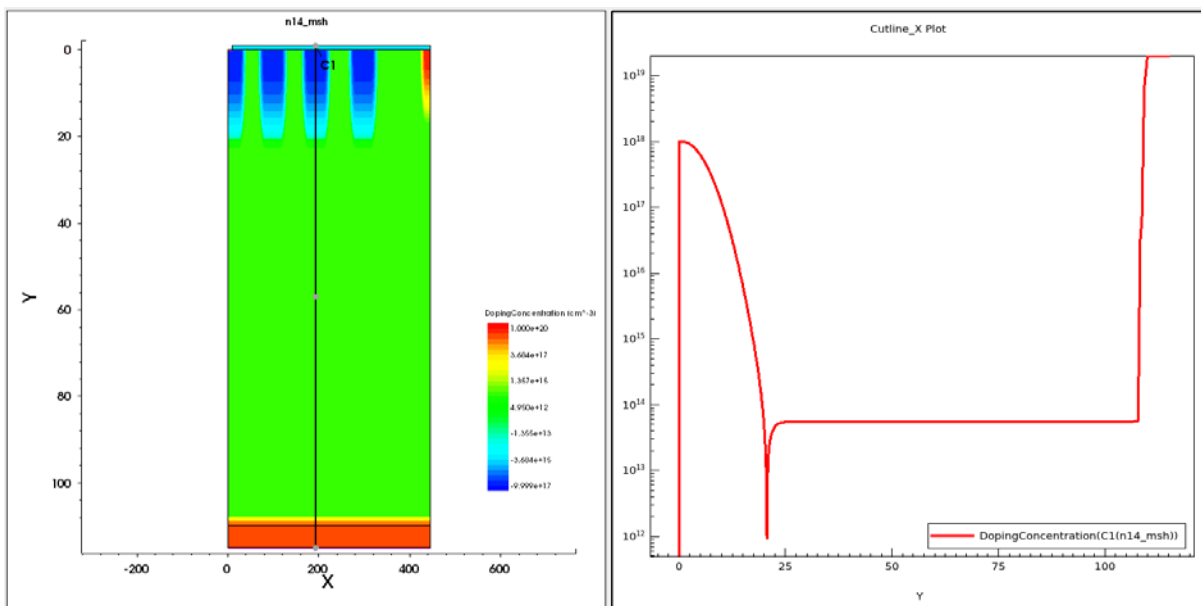 n14_msh
C1
0
20
40
60
80
100
Y
-200
0
200
400
600
X
DopingConcentration (cm^-3)
1.000e+20
3.684e+17
1.357e+15
4.950e+12
-1.355e+13
-3.684e+15
-9.999e+17
Cutline_X Plot
10^19
10^18
10^17
10^16
10^15
10^14
10^13
10^12
0
25
50
75
100
Y
DopingConcentration(C1(n14_msh))